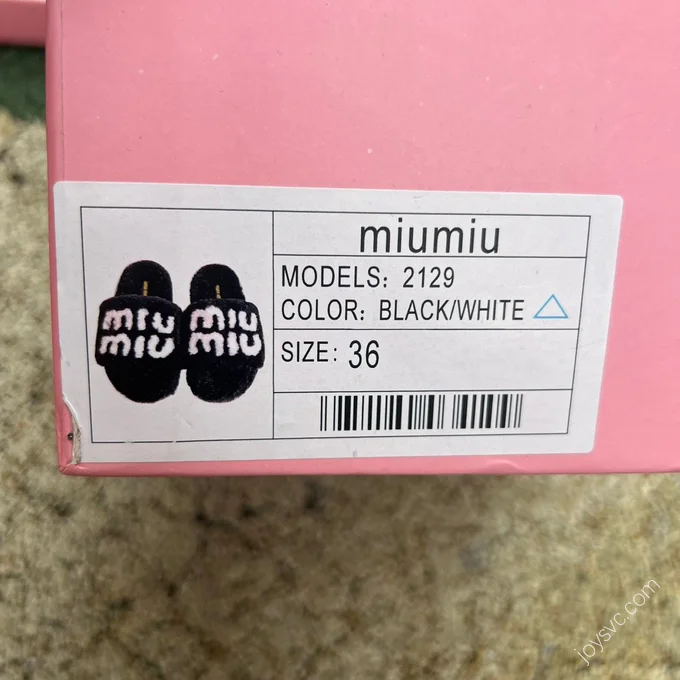 miumiu
MODELS: 2129
COLOR: BLACK/WHITE
SIZE: 36
miu miu
miu miu
joysvc.com